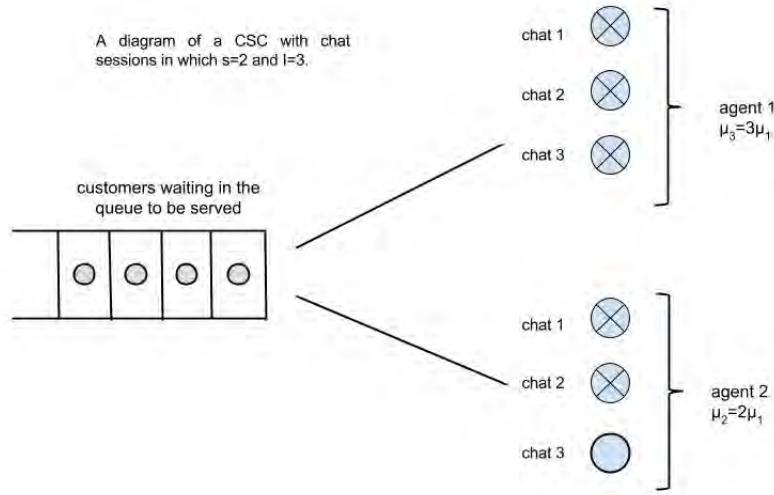 A diagram of a CSC with chat
sessions in which s=2 and I=3.
customers waiting in the
queue to be served
chat 1
chat 2
chat 3
agent 1
μ₃=3μ₁
chat 1
chat 2
chat 3
agent 2
μ₂=2μ₁